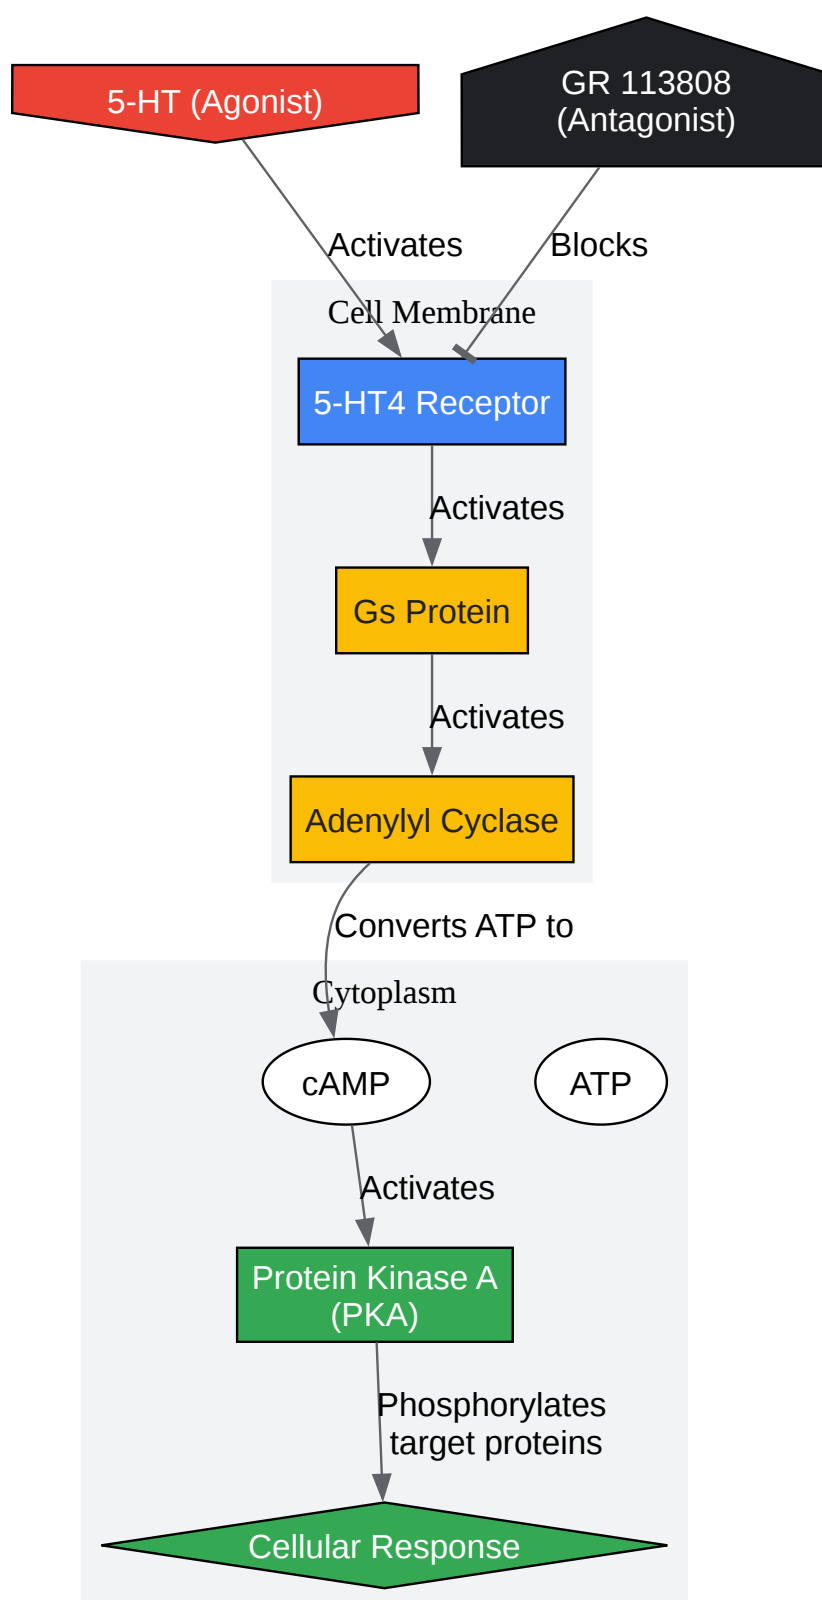 5-HT (Agonist)
GR 113808
(Antagonist)
Activates
Blocks
Cell Membrane
5-HT4 Receptor
Activates
Gs Protein
Activates
Adenylyl Cyclase
Converts ATP to
Cytoplasm
cAMP
ATP
Activates
Protein Kinase A
(PKA)
Phosphorylates
target proteins
Cellular Response